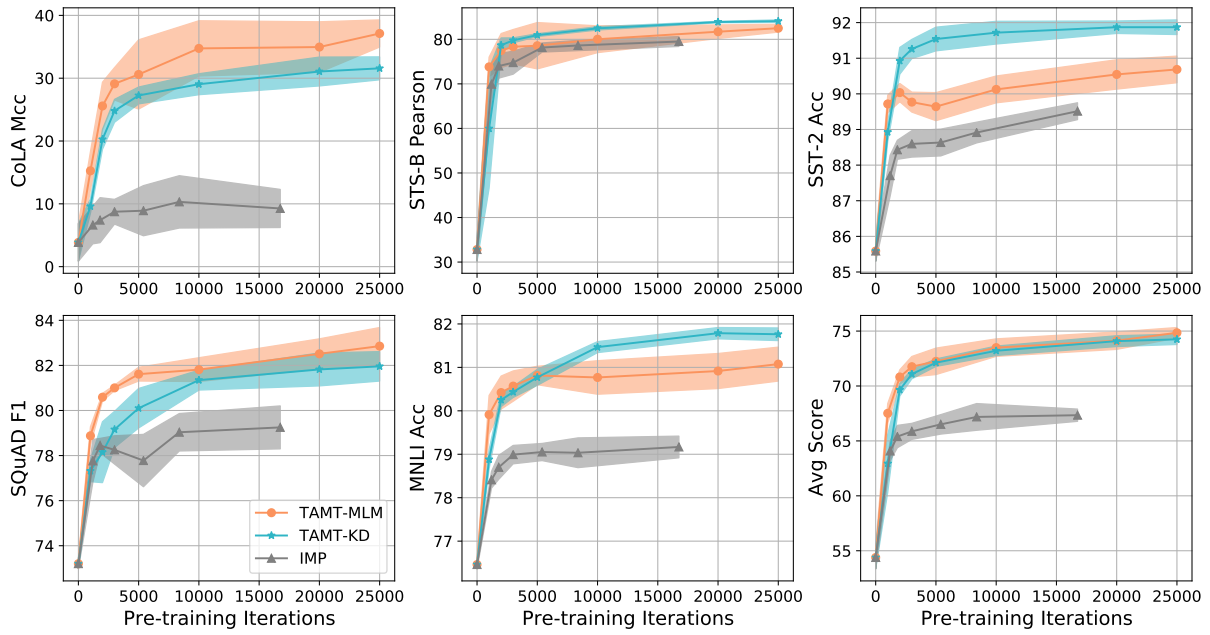 CoLA Mcc
40
30
20
10
0
0 5000 10000 15000 20000 25000
STS-B Pearson
80
70
60
50
40
30
0 5000 10000 15000 20000 25000
SST-2 Acc
92
91
90
89
88
87
86
85
0 5000 10000 15000 20000 25000
SQuAD F1
84
82
80
78
76
74
TAMT-MLM
TAMT-KD
IMP
0 5000 10000 15000 20000 25000
Pre-training Iterations
MNLI Acc
82
81
80
79
78
77
0 5000 10000 15000 20000 25000
Pre-training Iterations
Avg Score
75
70
65
60
55
0 5000 10000 15000 20000 25000
Pre-training Iterations